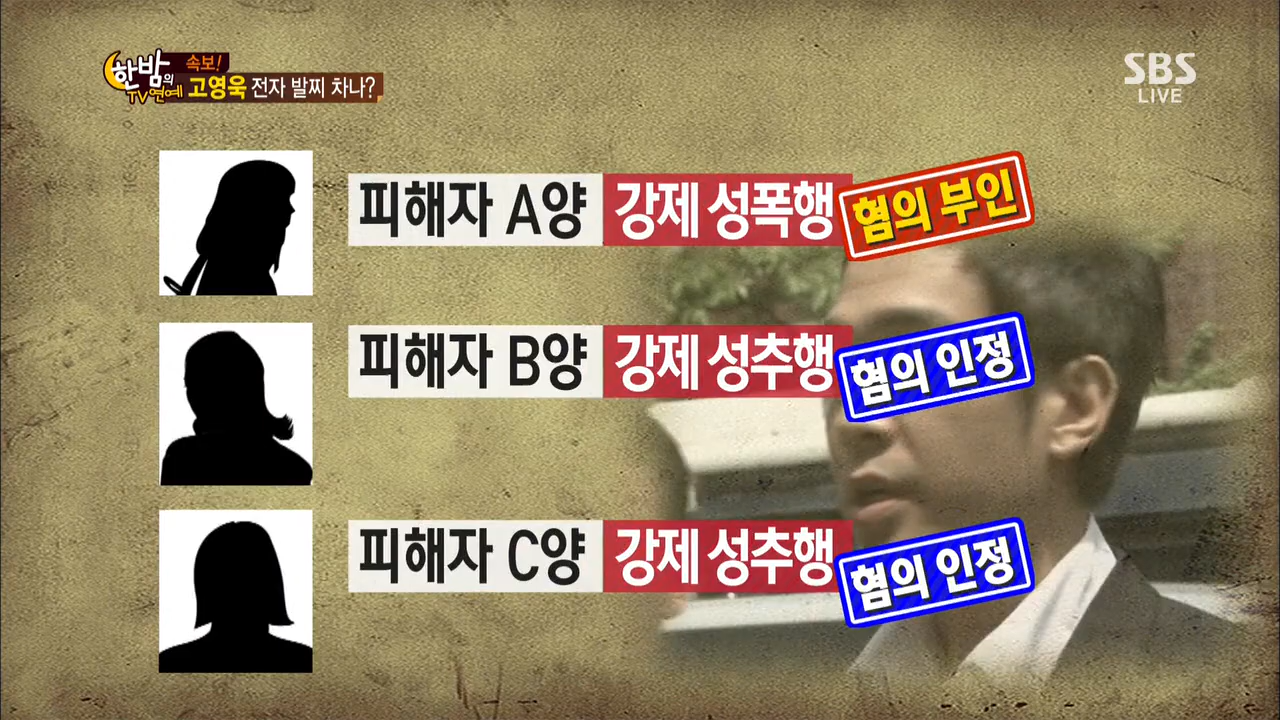 한밤의
TV연예
속보!
고영욱 전자 발찌 차나?
SBS
LIVE
피해자 A양 강제 성폭행 혐의 부인
피해자 B양 강제 성추행 혐의 인정
피해자 C양 강제 성추행 혐의 인정